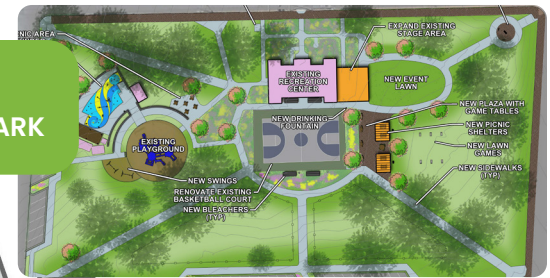 NIC AREA
EXPAND EXISTING
STAGE AREA
ARK
EXISTING
RECREATION
CENTER
NEW EVENT
LAWN
NEW DRINKING
FOUNTAIN
NEW PLAZA WITH
GAME TABLES
NEW PICNIC
SHELTERS
EXISTING
PLAYGROUND
NEW LAWN
GAMES
NEW SWINGS
NEW SIDEWALKS
(TYP.)
RENOVATE EXISTING
BASKETBALL COURT
NEW BLEACHERS
(TYP.)